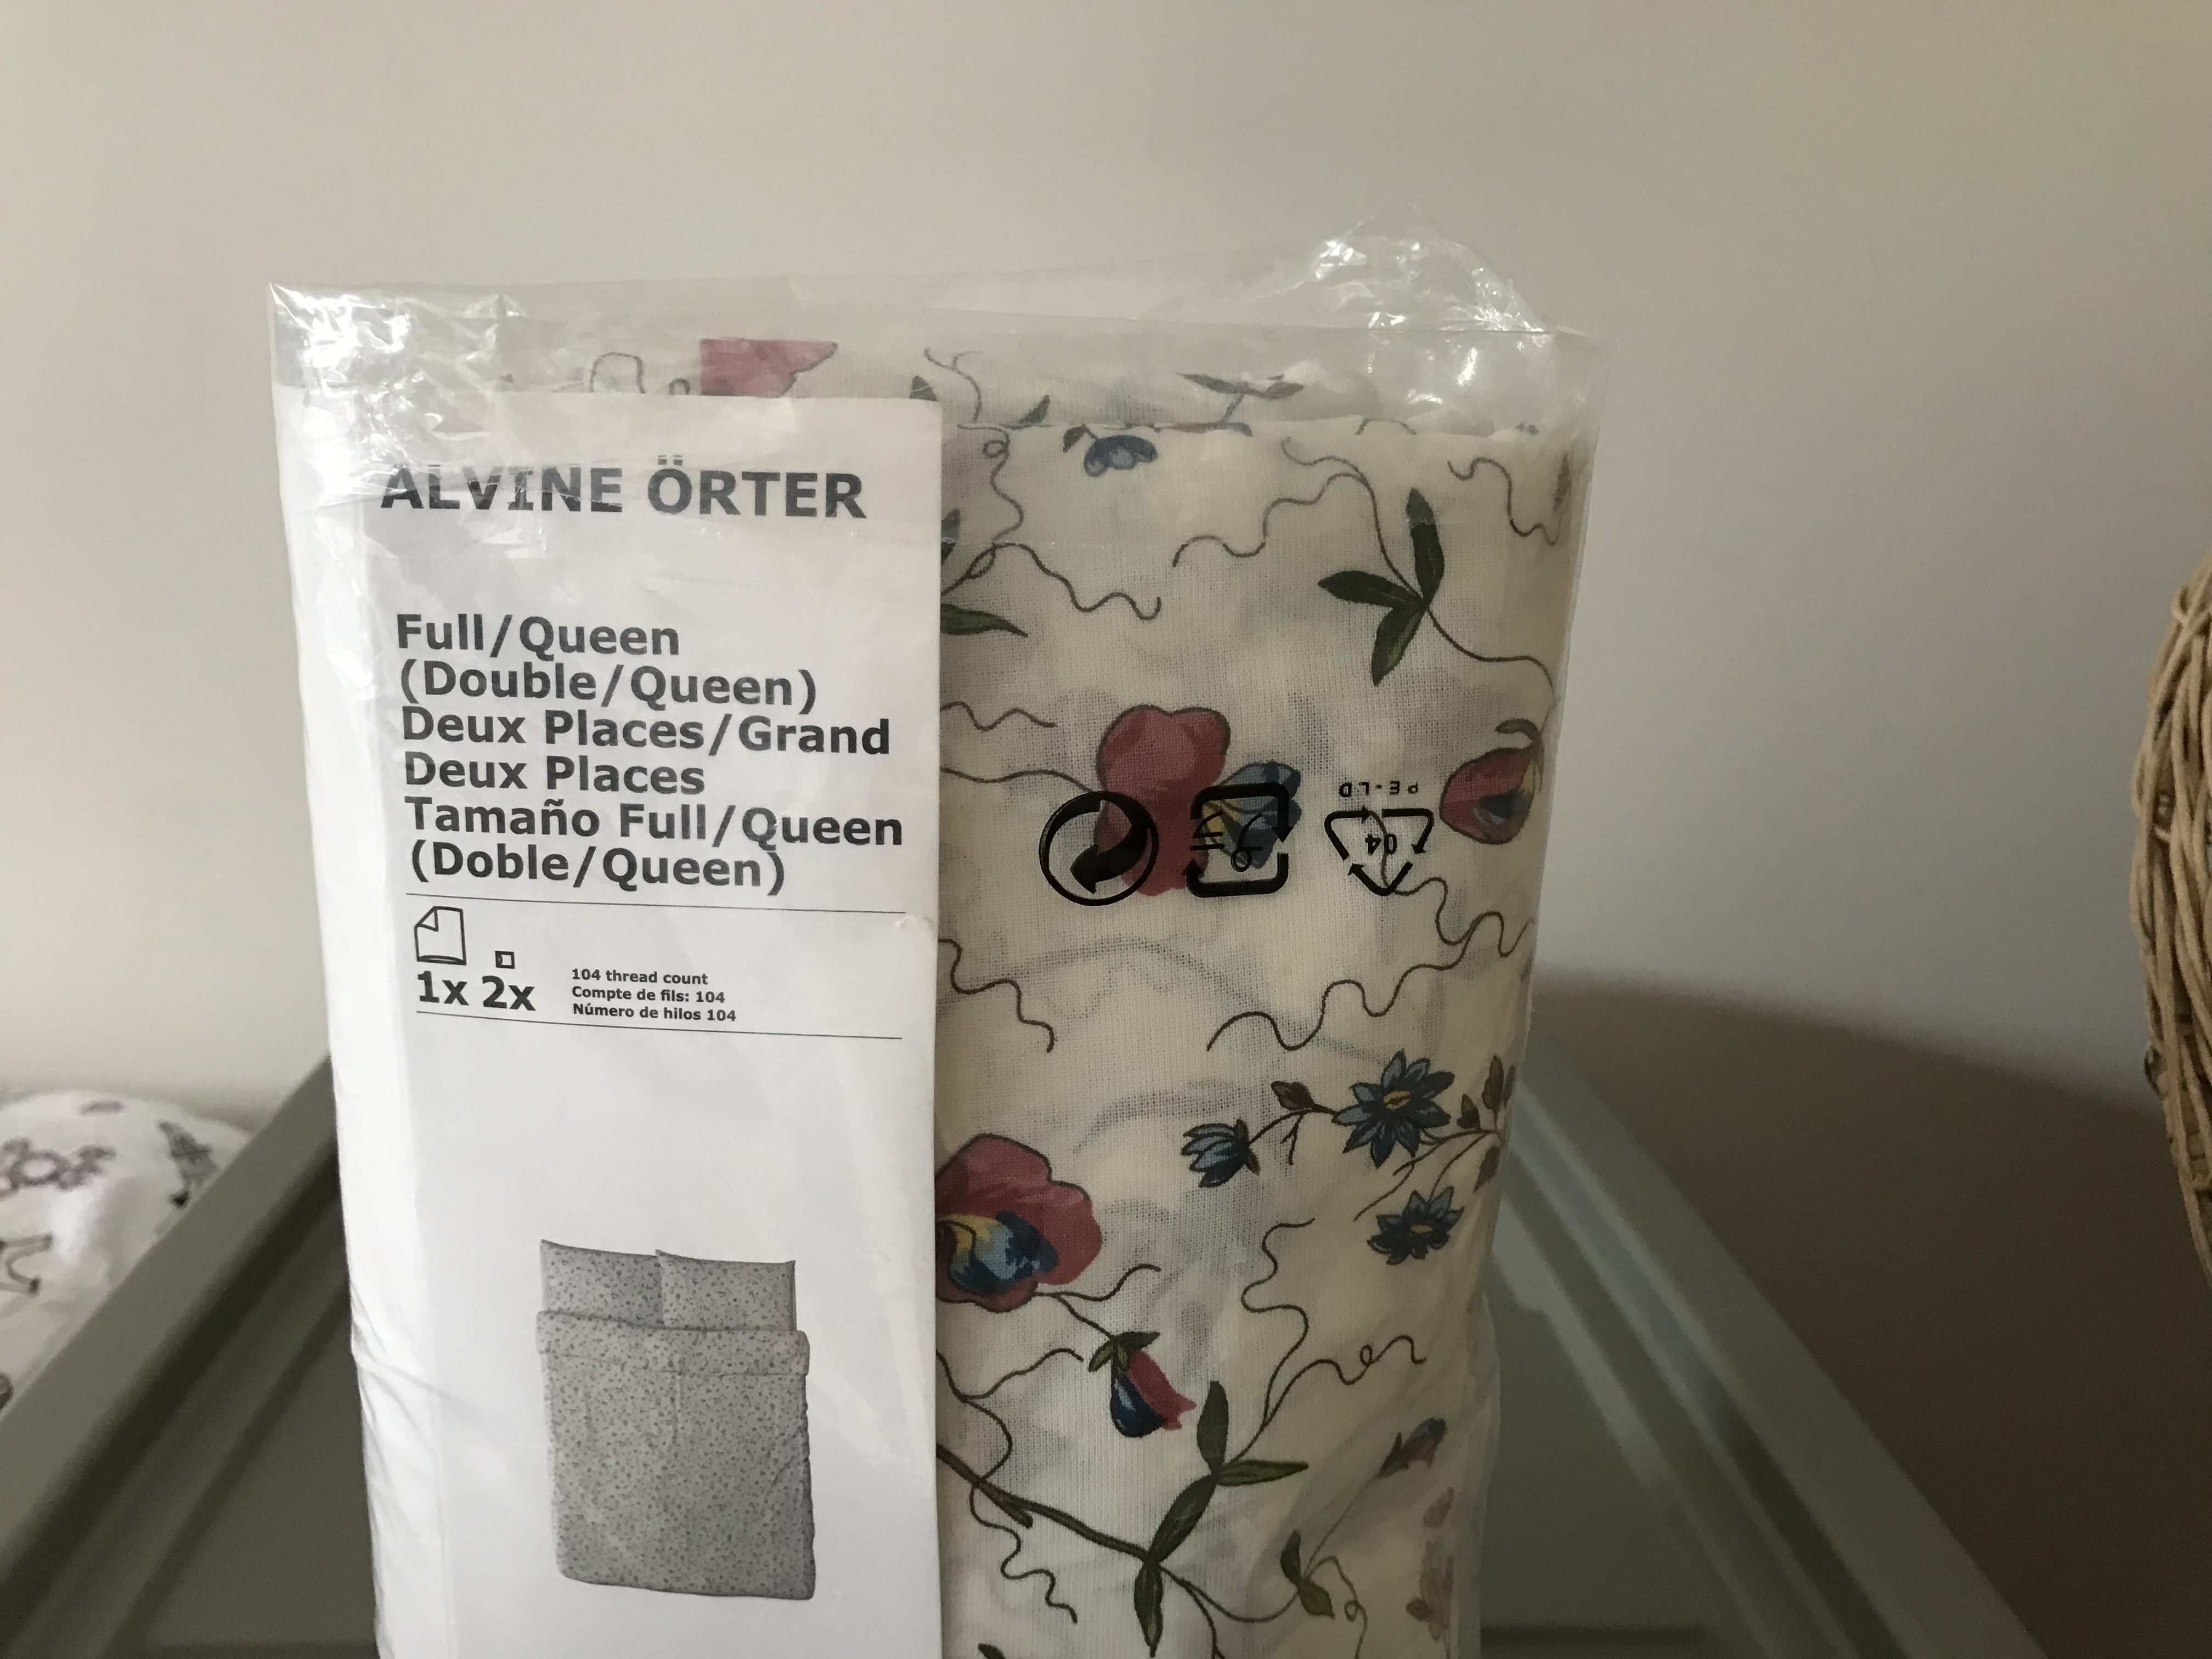 ALVINE ÖRTER
Full/Queen
(Double/Queen)
Deux Places/Grand
Deux Places
Tamaño Full/Queen
(Doble/Queen)
1x 2x
104 thread count
Compte de fils: 104
Número de hilos 104
PE-LD
04